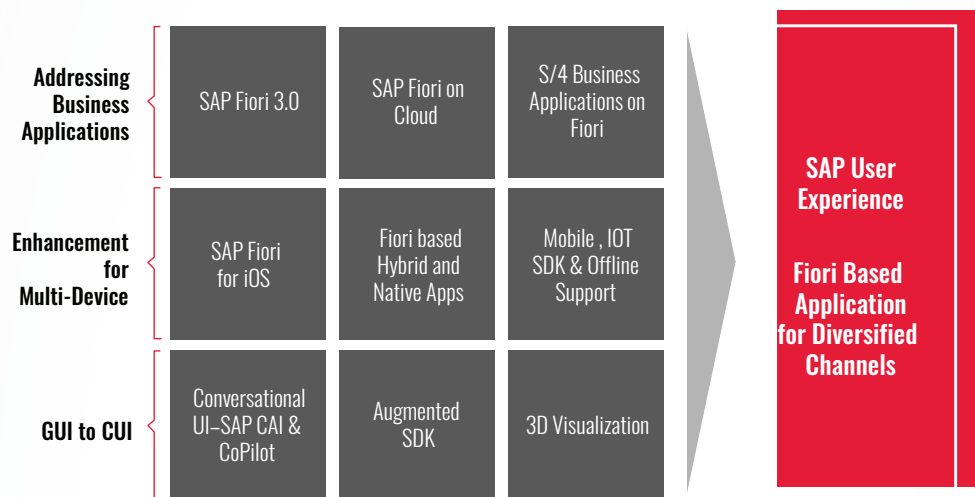 Addressing
Business
Applications
SAP Fiori 3.0
SAP Fiori on
Cloud
S/4 Business
Applications on
Fiori
Enhancement
for
Multi-Device
SAP Fiori
for iOS
Fiori based
Hybrid and
Native Apps
Mobile , IOT
SDK & Offline
Support
GUI to CUI
Conversational
UI–SAP CAI &
CoPilot
Augmented
SDK
3D Visualization
SAP User
Experience
Fiori Based
Application
for Diversified
Channels